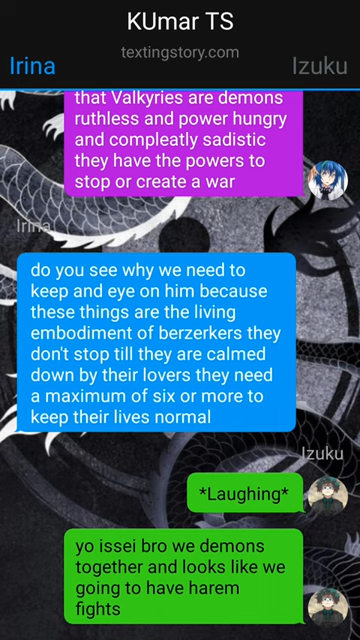 KUmar TS
textingstory.com
Irina
Izuku
that Valkyries are demons
ruthless and power hungry
and compleatly sadistic
they have the powers to
stop or create a war
Irina
do you see why we need to
keep and eye on him because
these things are the living
embodiment of berzerkers they
don't stop till they are calmed
down by their lovers they need
a maximum of six or more to
keep their lives normal
Izuku
*Laughing*
yo issei bro we demons
together and looks like we
going to have harem
fights